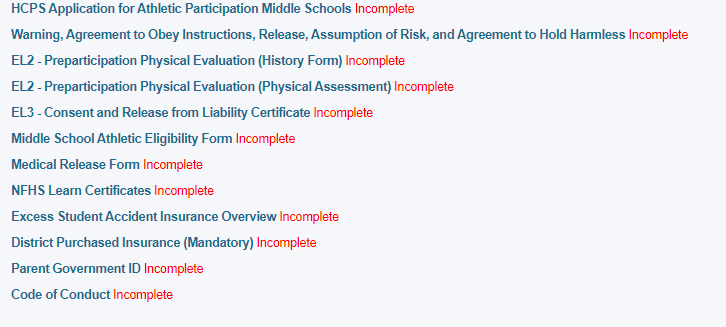 HCPS Application for Athletic Participation Middle Schools Incomplete
Warning, Agreement to Obey Instructions, Release, Assumption of Risk, and Agreement to Hold Harmless Incomplete
EL2 - Preparticipation Physical Evaluation (History Form) Incomplete
EL2 - Preparticipation Physical Evaluation (Physical Assessment) Incomplete
EL3 - Consent and Release from Liability Certificate Incomplete
Middle School Athletic Eligibility Form Incomplete
Medical Release Form Incomplete
NFHS Learn Certificates Incomplete
Excess Student Accident Insurance Overview Incomplete
District Purchased Insurance (Mandatory) Incomplete
Parent Government ID Incomplete
Code of Conduct Incomplete